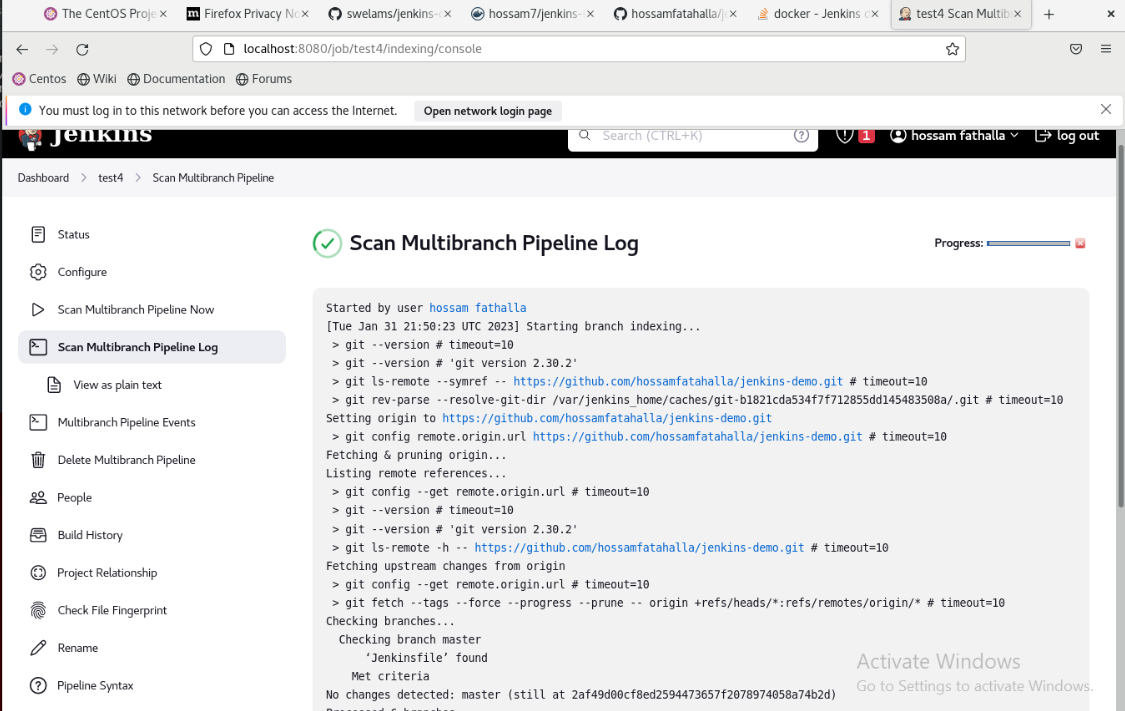 The CentOS Proje
Firefox Privacy No
swelams/jenkins-c
hossam7/jenkins-
hossamfatahalla/je
docker - Jenkins c
test4 Scan Multib
localhost:8080/job/test4/indexing/console
Centos
Wiki
Documentation
Forums
You must log in to this network before you can access the Internet.
Open network login page
Jenkins
Search (CTRL+K)
1
hossam fathalla
log out
Dashboard
test4
Scan Multibranch Pipeline
Status
Configure
Scan Multibranch Pipeline Now
Scan Multibranch Pipeline Log
View as plain text
Multibranch Pipeline Events
Delete Multibranch Pipeline
People
Build History
Project Relationship
Check File Fingerprint
Rename
Pipeline Syntax
Scan Multibranch Pipeline Log
Progress:
Started by user hossam fathalla
[Tue Jan 31 21:50:23 UTC 2023] Starting branch indexing...
> git --version # timeout=10
> git --version # 'git version 2.30.2'
> git ls-remote --symref -- https://github.com/hossamfatahalla/jenkins-demo.git # timeout=10
> git rev-parse --resolve-git-dir /var/jenkins_home/caches/git-b1821cda534f7f712855dd145483508a/.git # timeout=10
Setting origin to https://github.com/hossamfatahalla/jenkins-demo.git
> git config remote.origin.url https://github.com/hossamfatahalla/jenkins-demo.git # timeout=10
Fetching & pruning origin...
Listing remote references...
> git config --get remote.origin.url # timeout=10
> git --version # timeout=10
> git --version # 'git version 2.30.2'
> git ls-remote -h -- https://github.com/hossamfatahalla/jenkins-demo.git # timeout=10
Fetching upstream changes from origin
> git config --get remote.origin.url # timeout=10
> git fetch --tags --force --progress --prune -- origin +refs/heads/*:refs/remotes/origin/* # timeout=10
Checking branches...
Checking branch master
‘Jenkinsfile’ found
Met criteria
No changes detected: master (still at 2af49d00cf8ed2594473657f2078974058a74b2d)
Activate Windows
Go to Settings to activate Windows.